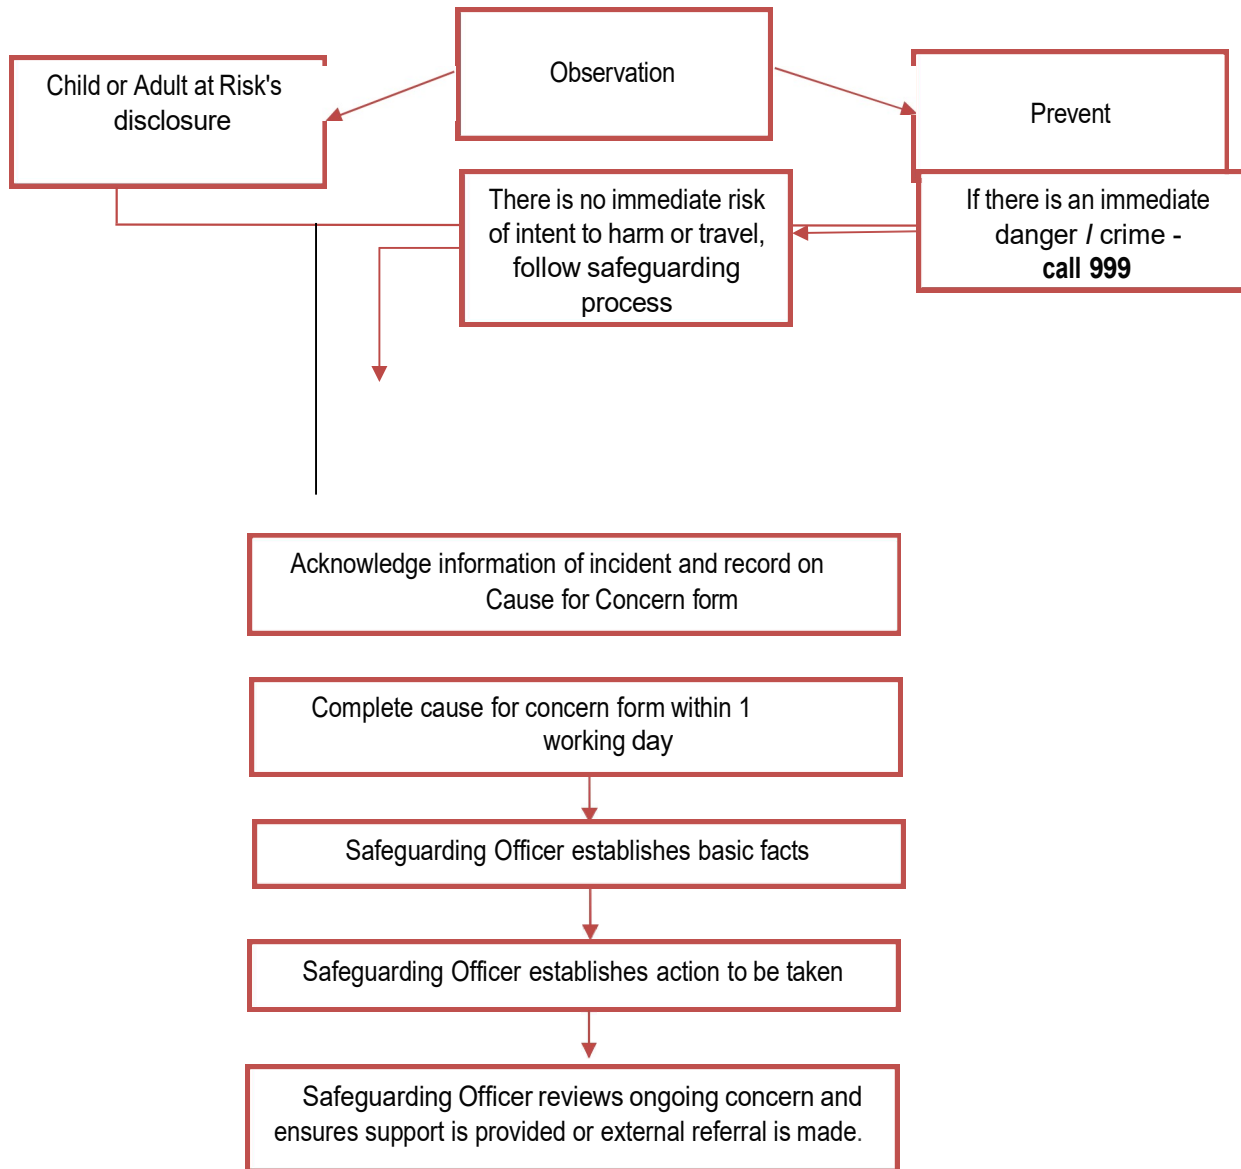 Observation
Child or Adult at Risk's
disclosure
Prevent
There is no immediate risk
of intent to harm or travel,
follow safeguarding
process
If there is an immediate
danger / crime -
call 999
Acknowledge information of incident and record on
Cause for Concern form
Complete cause for concern form within 1
working day
Safeguarding Officer establishes basic facts
Safeguarding Officer establishes action to be taken
Safeguarding Officer reviews ongoing concern and
ensures support is provided or external referral is made.